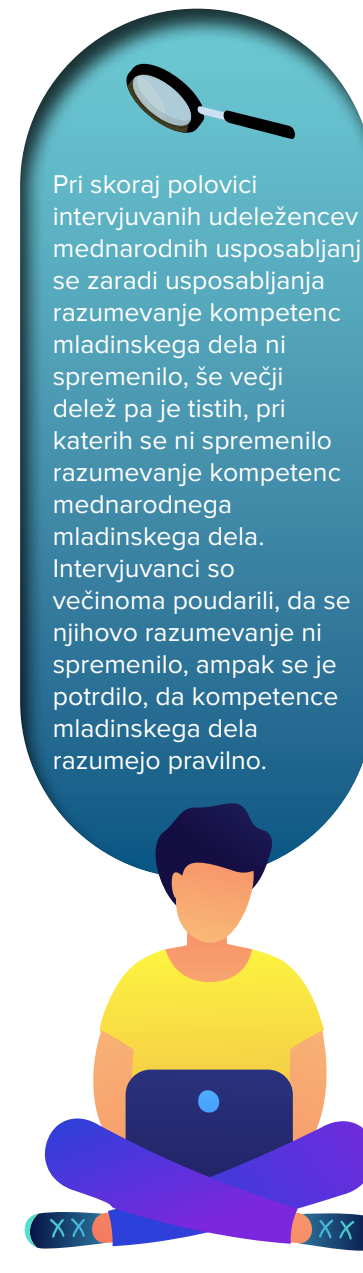 Pri skoraj polovici
intervjuvanih udeležencev
mednarodnih usposabljanj
se zaradi usposabljanja
razumevanje kompetenc
mladinskega dela ni
spremenilo, še večji
delež pa je tistih, pri
katerih se ni spremenilo
razumevanje kompetenc
mednarodnega
mladinskega dela.
Intervjuvanci so
večinoma poudarili, da se
njihovo razumevanje ni
spremenilo, ampak se je
potrdilo, da kompetence
mladinskega dela
razumejo pravilno.